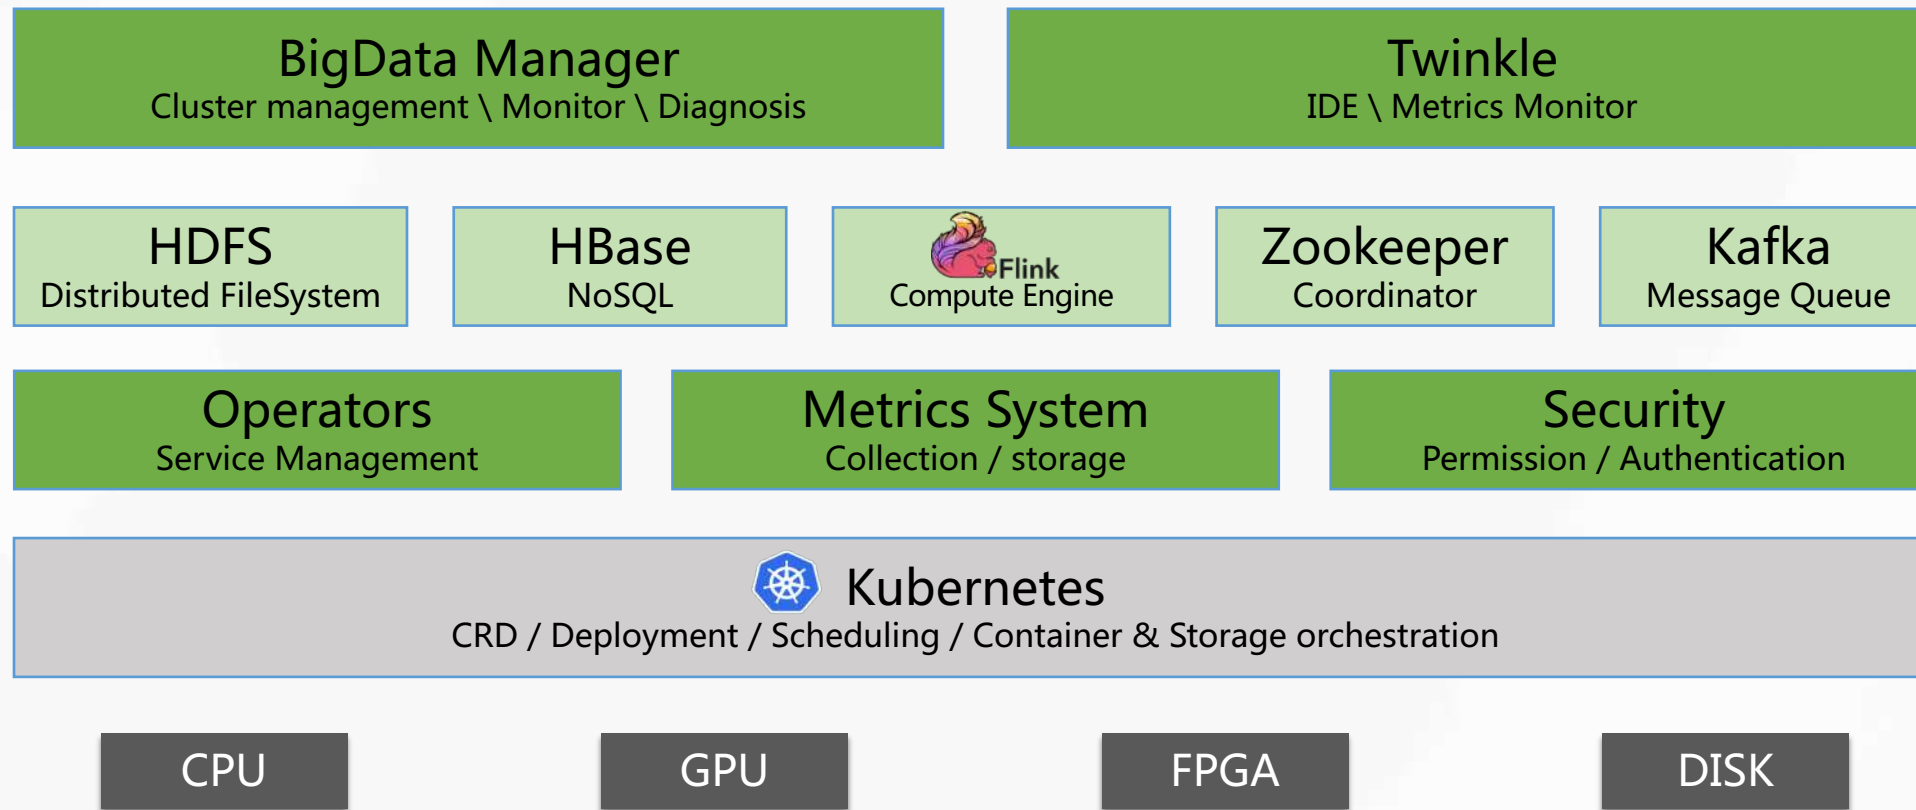 BigData Manager
Cluster management \ Monitor \ Diagnosis
Twinkle
IDE \ Metrics Monitor
HDFS
Distributed FileSystem
HBase
NoSQL
Flink
Compute Engine
Zookeeper
Coordinator
Kafka
Message Queue
Operators
Service Management
Metrics System
Collection / storage
Security
Permission / Authentication
Kubernetes
CRD / Deployment / Scheduling / Container & Storage orchestration
CPU
GPU
FPGA
DISK